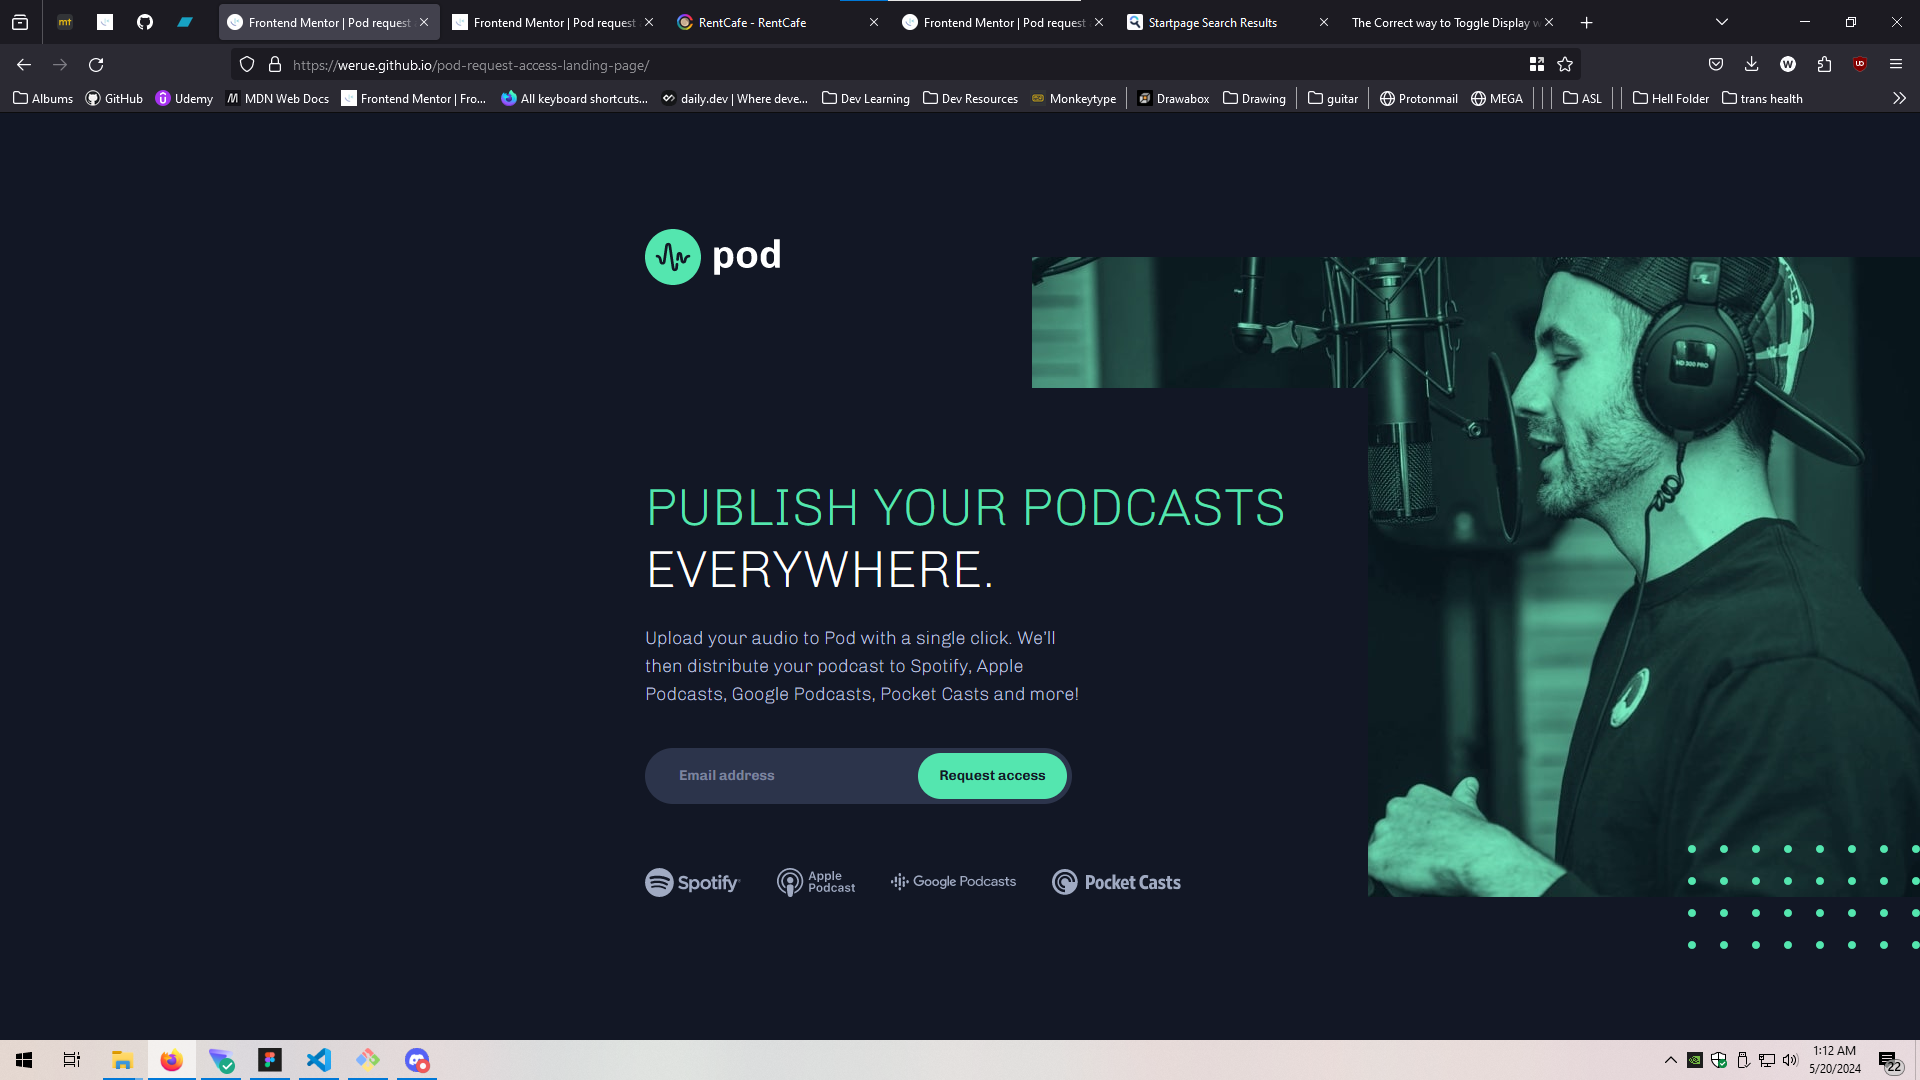 mt
Frontend Mentor | Pod request
Frontend Mentor | Pod request
RentCafe - RentCafe
Frontend Mentor | Pod request
Startpage Search Results
The Correct way to Toggle Display w
https://werue.github.io/pod-request-access-landing-page/
W
UD
Albums
GitHub
Udemy
MDN Web Docs
Frontend Mentor | Fro...
All keyboard shortcuts...
daily.dev | Where deve...
Dev Learning
Dev Resources
Monkeytype
Drawabox
Drawing
guitar
Protonmail
MEGA
ASL
Hell Folder
trans health
pod
HD 300 PRO
PUBLISH YOUR PODCASTS
EVERYWHERE.
Upload your audio to Pod with a single click. We'll
then distribute your podcast to Spotify, Apple
Podcasts, Google Podcasts, Pocket Casts and more!
Email address
Request access
Spotify
Apple
Podcast
Google Podcasts
Pocket Casts
1:12 AM
5/20/2024
22